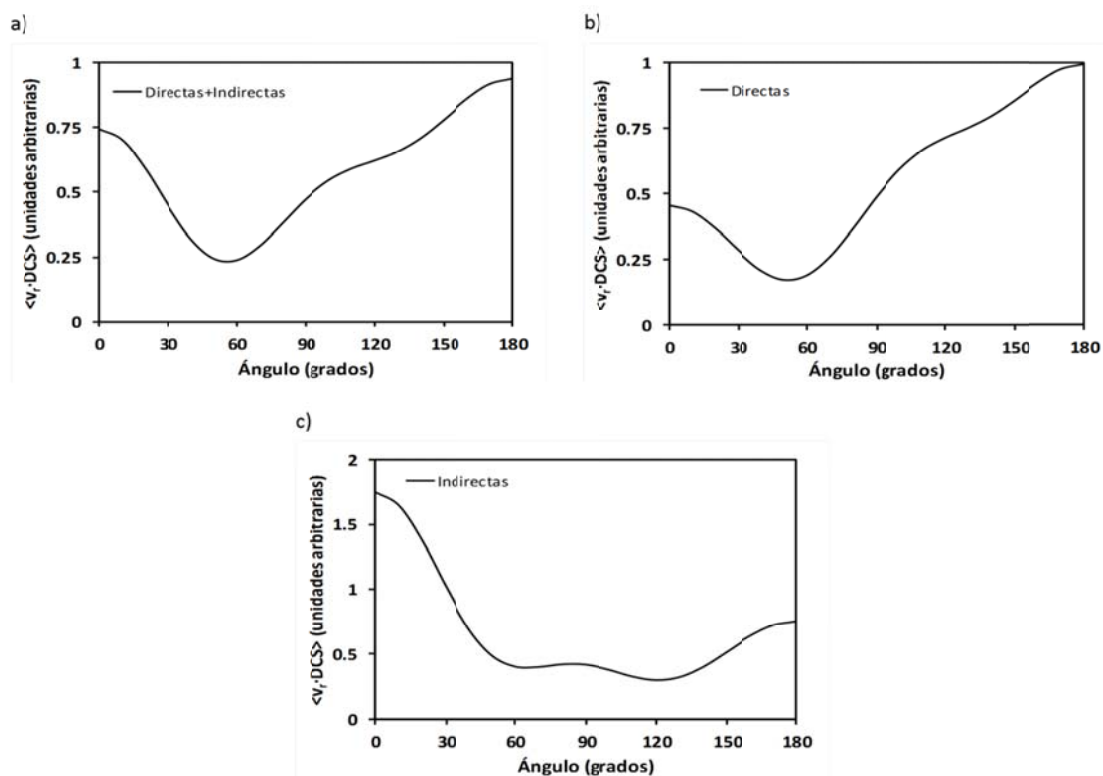 a)
1
0.75
0.5
0.25
0
Directas+Indirectas
<vᵣ·DCS> (unidades arbitrarias)
0 30 60 90 120 150 180
Ángulo (grados)
b)
1
0.75
0.5
0.25
0
Directas
<vᵣ·DCS> (unidades arbitrarias)
0 30 60 90 120 150 180
Ángulo (grados)
c)
2
1.5
1
0.5
0
Indirectas
<vᵣ·DCS> (unidades arbitrarias)
0 30 60 90 120 150 180
Ángulo (grados)